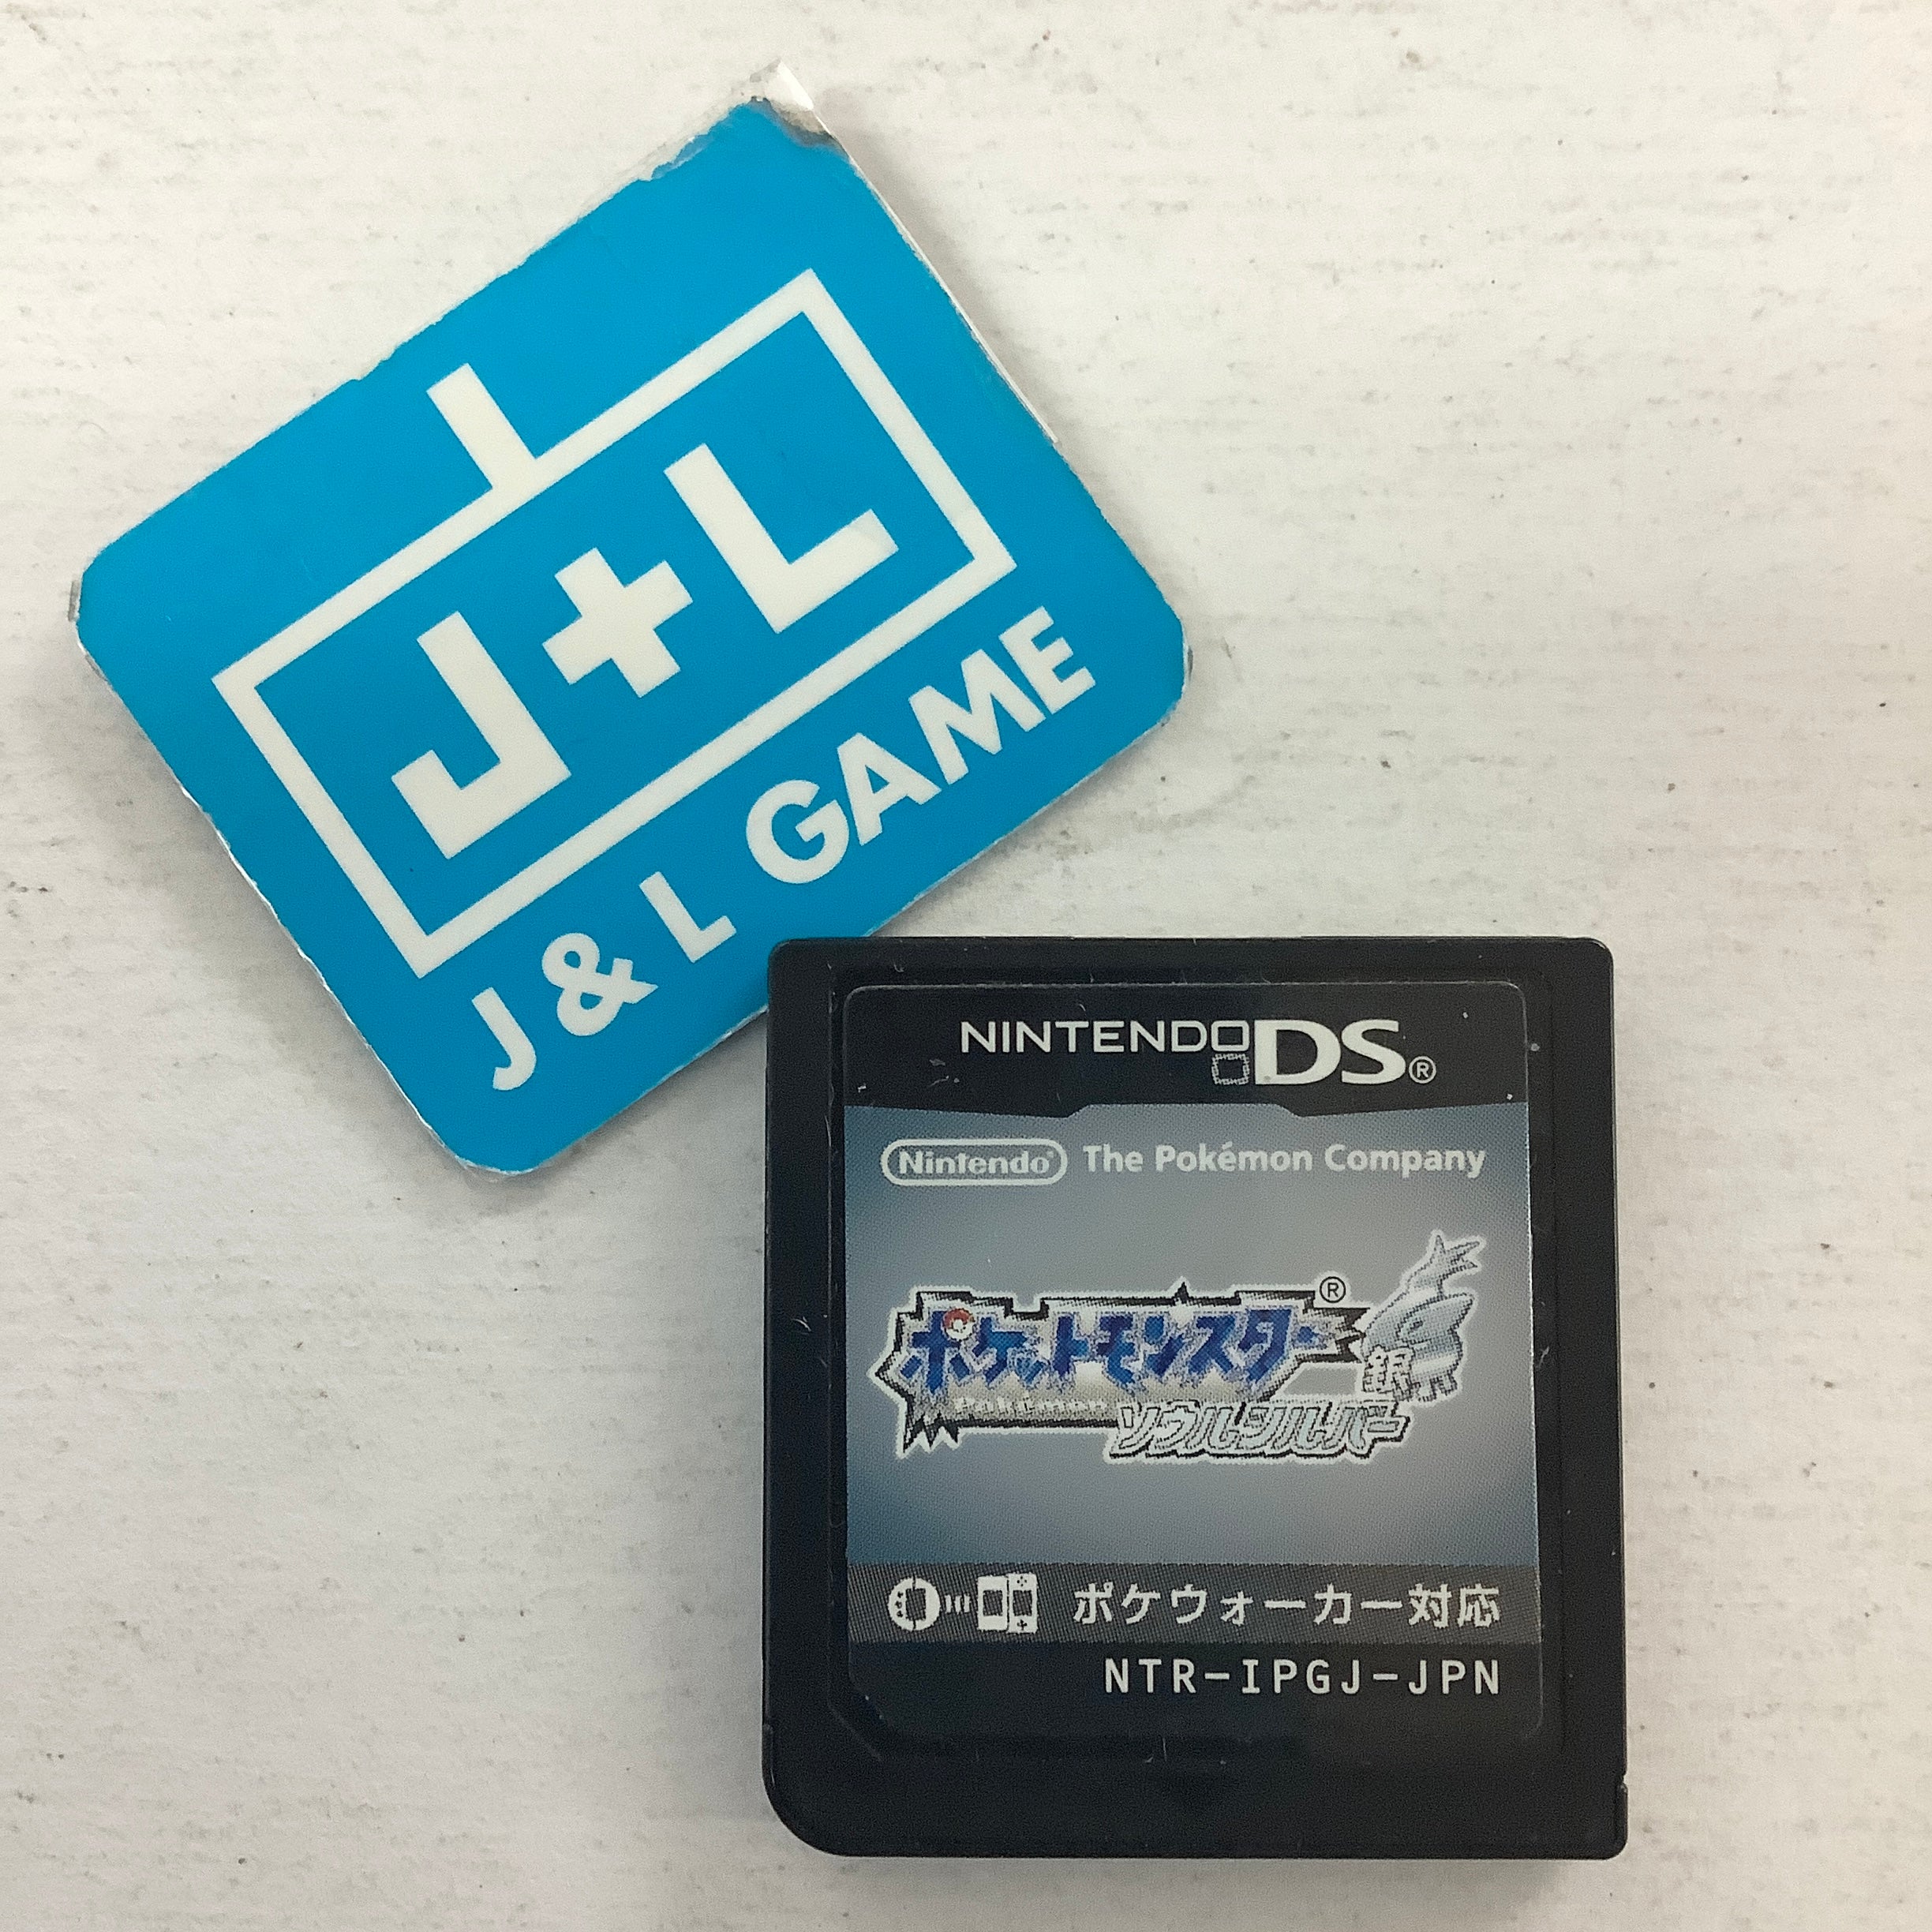 J+L
J & L GAME
NINTENDO DS®
Nintendo® The Pokémon Company
ポケットモンスター®
Pokémon
銀
ソウルシルバー
ポケウォーカー対応
NTR-IPGJ-JPN